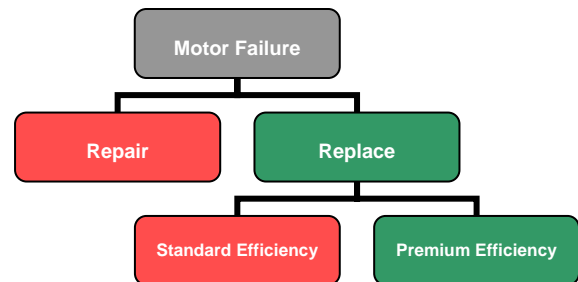 Motor Failure
Repair
Replace
Standard Efficiency
Premium Efficiency